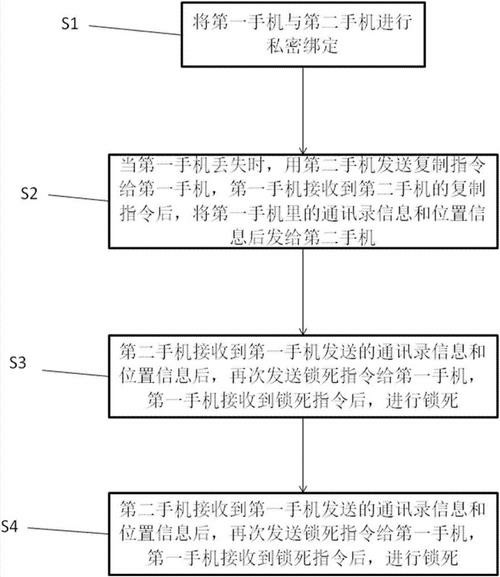 S1
将第一手机与第二手机进行
私密绑定
S2
当第一手机丢失时，用第二手机发送复制指令
给第一手机，第一手机接收到第二手机的复制
指令后，将第一手机里的通讯录信息和位置信
息后发给第二手机
S3
第二手机接收到第一手机发送的通讯录信息和
位置信息后，再次发送锁死指令给第一手机，
第一手机接收到锁死指令后，进行锁死
S4
第二手机接收到第一手机发送的通讯录信息和
位置信息后，再次发送锁死指令给第一手机，
第一手机接收到锁死指令后，进行锁死